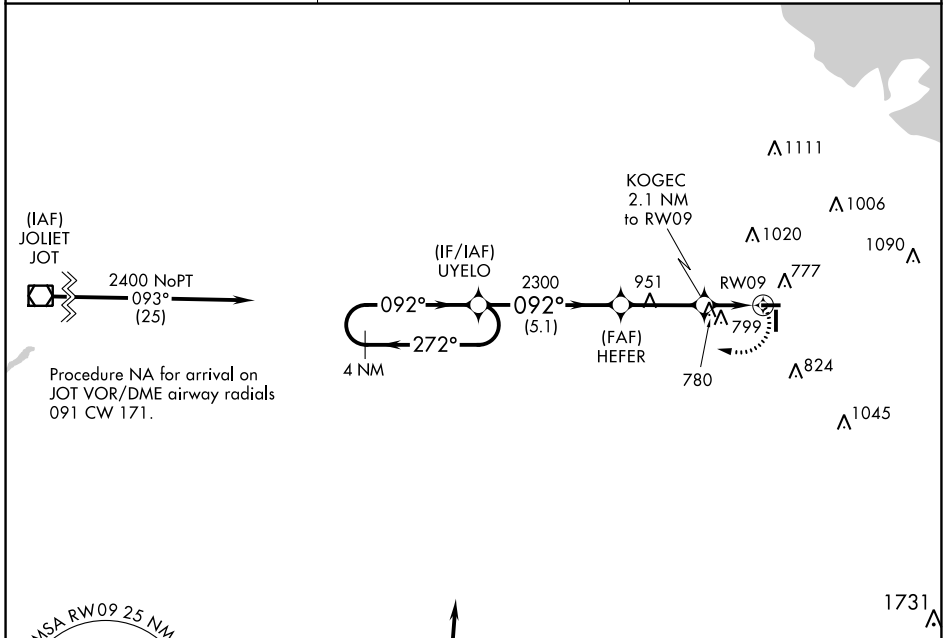 1111
KOGEC
2.1 NM
to RW09
1006
(IAF)
JOLIET
JOT
1020
1090
(IF/IAF)
UYELO
2400 NoPT
093°
(25)
2300
092°
092°
(5.1)
951
RW09
777
799
(FAF)
HEFER
272°
4 NM
780
824
Procedure NA for arrival on
JOT VOR/DME airway radials
091 CW 171.
1045
1731
MSA RW09 25 NM